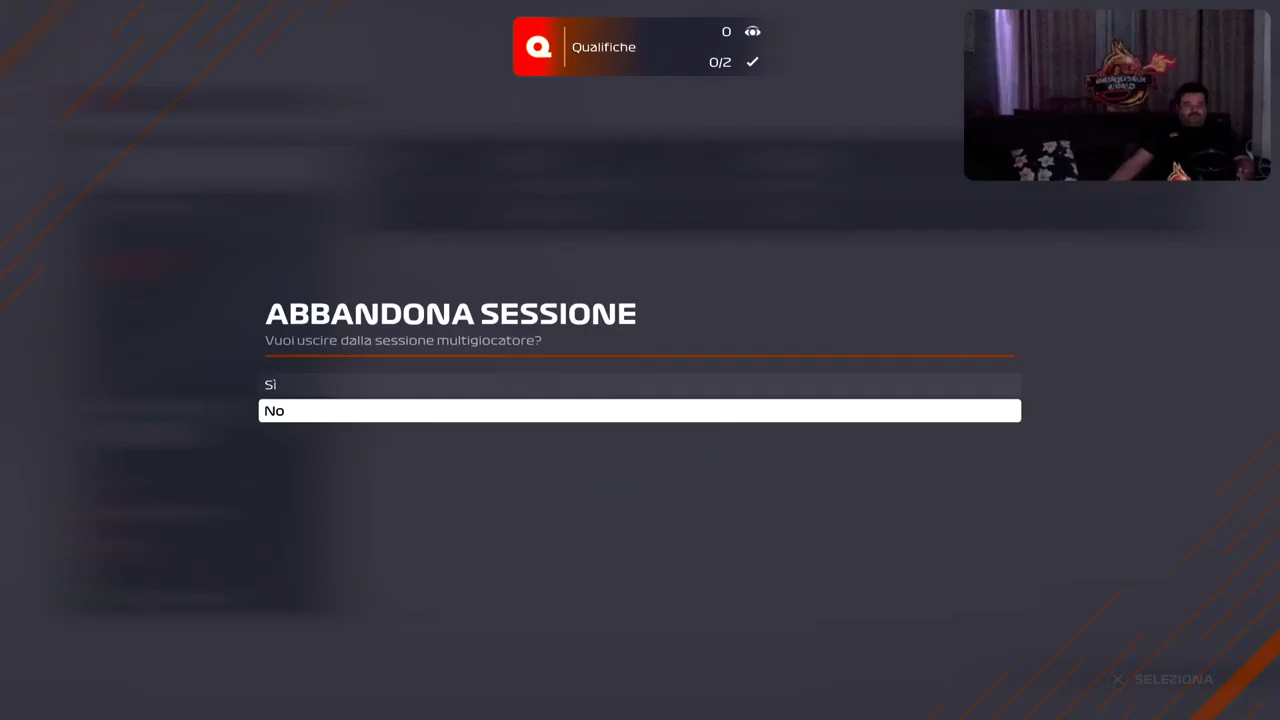 Qualifiche
0
0/2
ABBANDONA SESSIONE
Vuoi uscire dalla sessione multigiocatore?
Sì
No
SELEZIONA